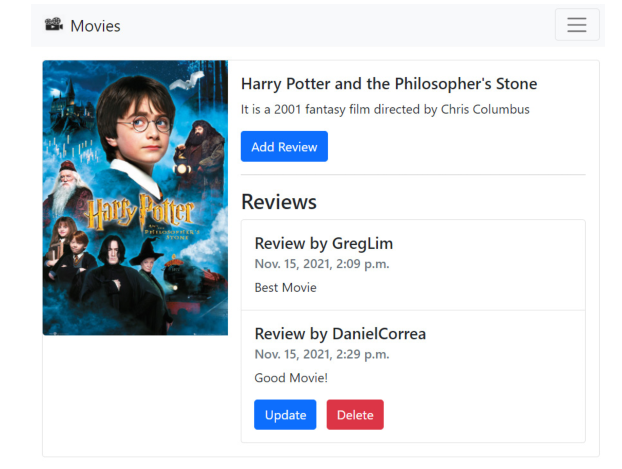 Movies
Harry Potter and the Philosopher's Stone
It is a 2001 fantasy film directed by Chris Columbus
Add Review
Harry Potter
AND THE
PHILOSOPHER'S
STONE
Reviews
Review by GregLim
Nov. 15, 2021, 2:09 p.m.
Best Movie
Review by DanielCorrea
Nov. 15, 2021, 2:29 p.m.
Good Movie!
Update Delete